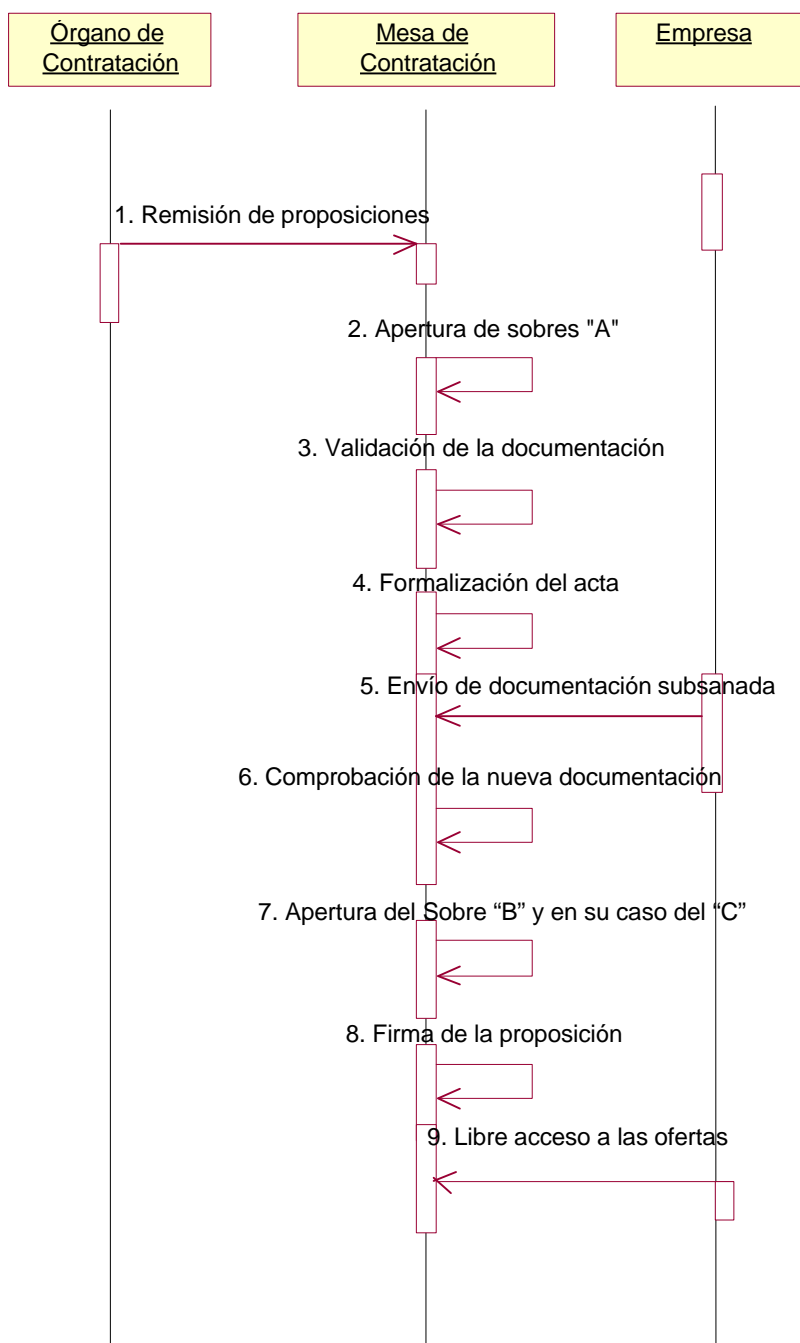 Órgano de
Contratación
Mesa de
Contratación
Empresa
1. Remisión de proposiciones
2. Apertura de sobres "A"
3. Validación de la documentación
4. Formalización del acta
5. Envío de documentación subsanada
6. Comprobación de la nueva documentación
7. Apertura del Sobre “B” y en su caso del “C”
8. Firma de la proposición
9. Libre acceso a las ofertas